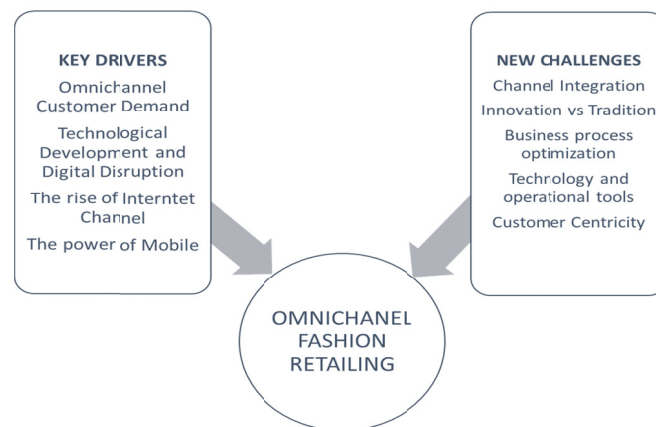 KEY DRIVERS
Omnichannel
Customer Demand
Technological
Development and
Digital Disruption
The rise of Interntet
Channel
The power of Mobile
NEW CHALLENGES
Channel Integration
Innovation vs Tradition
Business process
optimization
Technology and
operational tools
Customer Centricity
OMNICHANEL
FASHION
RETAILING